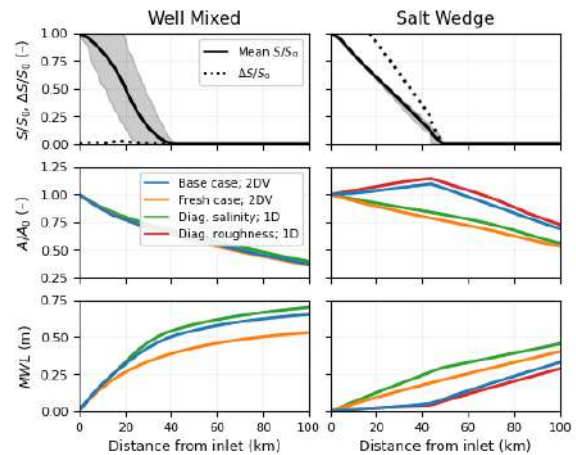 Well Mixed
Salt Wedge
S/S₀, ΔS/S₀ (–)
1.00
0.75
0.50
0.25
0.00
Mean S/S₀
ΔS/S₀
A/A₀ (–)
1.25
1.00
0.75
0.50
0.25
Base case; 2DV
Fresh case; 2DV
Diag. salinity; 1D
Diag. roughness; 1D
MWL (m)
0.75
0.50
0.25
0.00
0 20 40 60 80 100
0 20 40 60 80 100
Distance from inlet (km)
Distance from inlet (km)